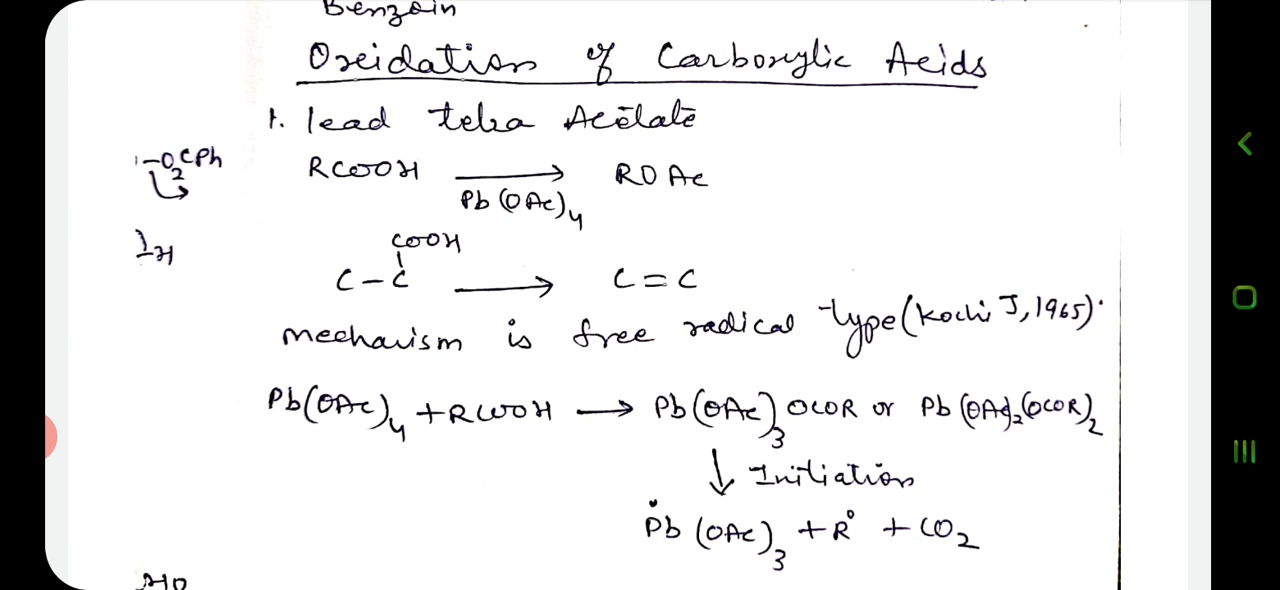 Benzoin
Oxidation of Carboxylic Acids
1. lead tetra Acetate
-O₂CPh
RCOOH → ROAc
Pb(OAc)₄
COOH
C-C → C=C
mechanism is free radical type (Kochi J, 1965).
Pb(OAc)₄ + RCOOH → Pb(OAc)₃OCOR or Pb(OAc)₂(OCOR)₂
↓ Initiation
Ṗb(OAc)₃ + R° + CO₂